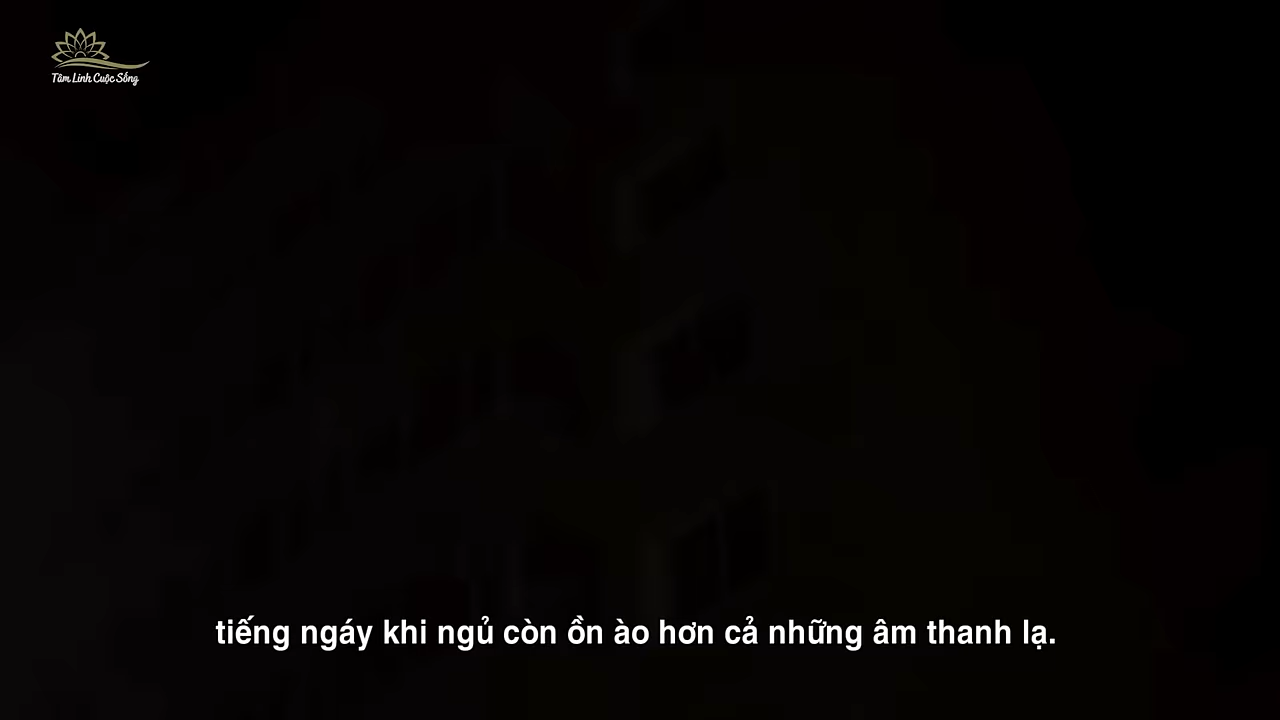 Tâm Linh Cuộc Sống
tiếng ngáy khi ngủ còn ồn ào hơn cả những âm thanh lạ.